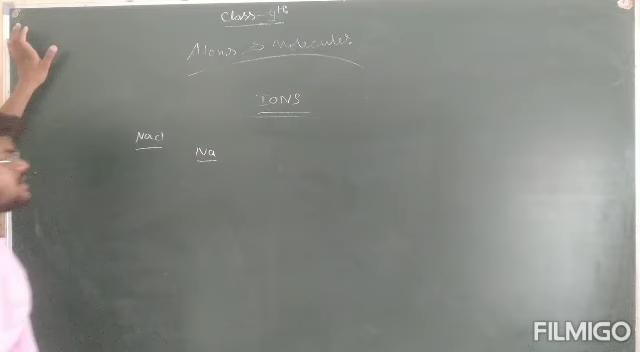 Class-9th
Atoms > Molecules
IONS
Nacl
Na
FILMIGO